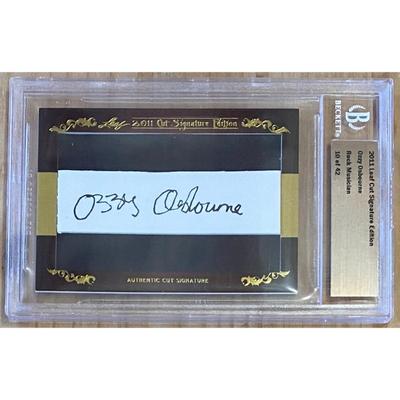 Leaf 2011 Cut Signature Edition
Ozzy Osbourne
AUTHENTIC CUT SIGNATURE
BECKETT
2011 Leaf Cut Signature Edition
Ozzy Osbourne
Rock Musician
10 of 42